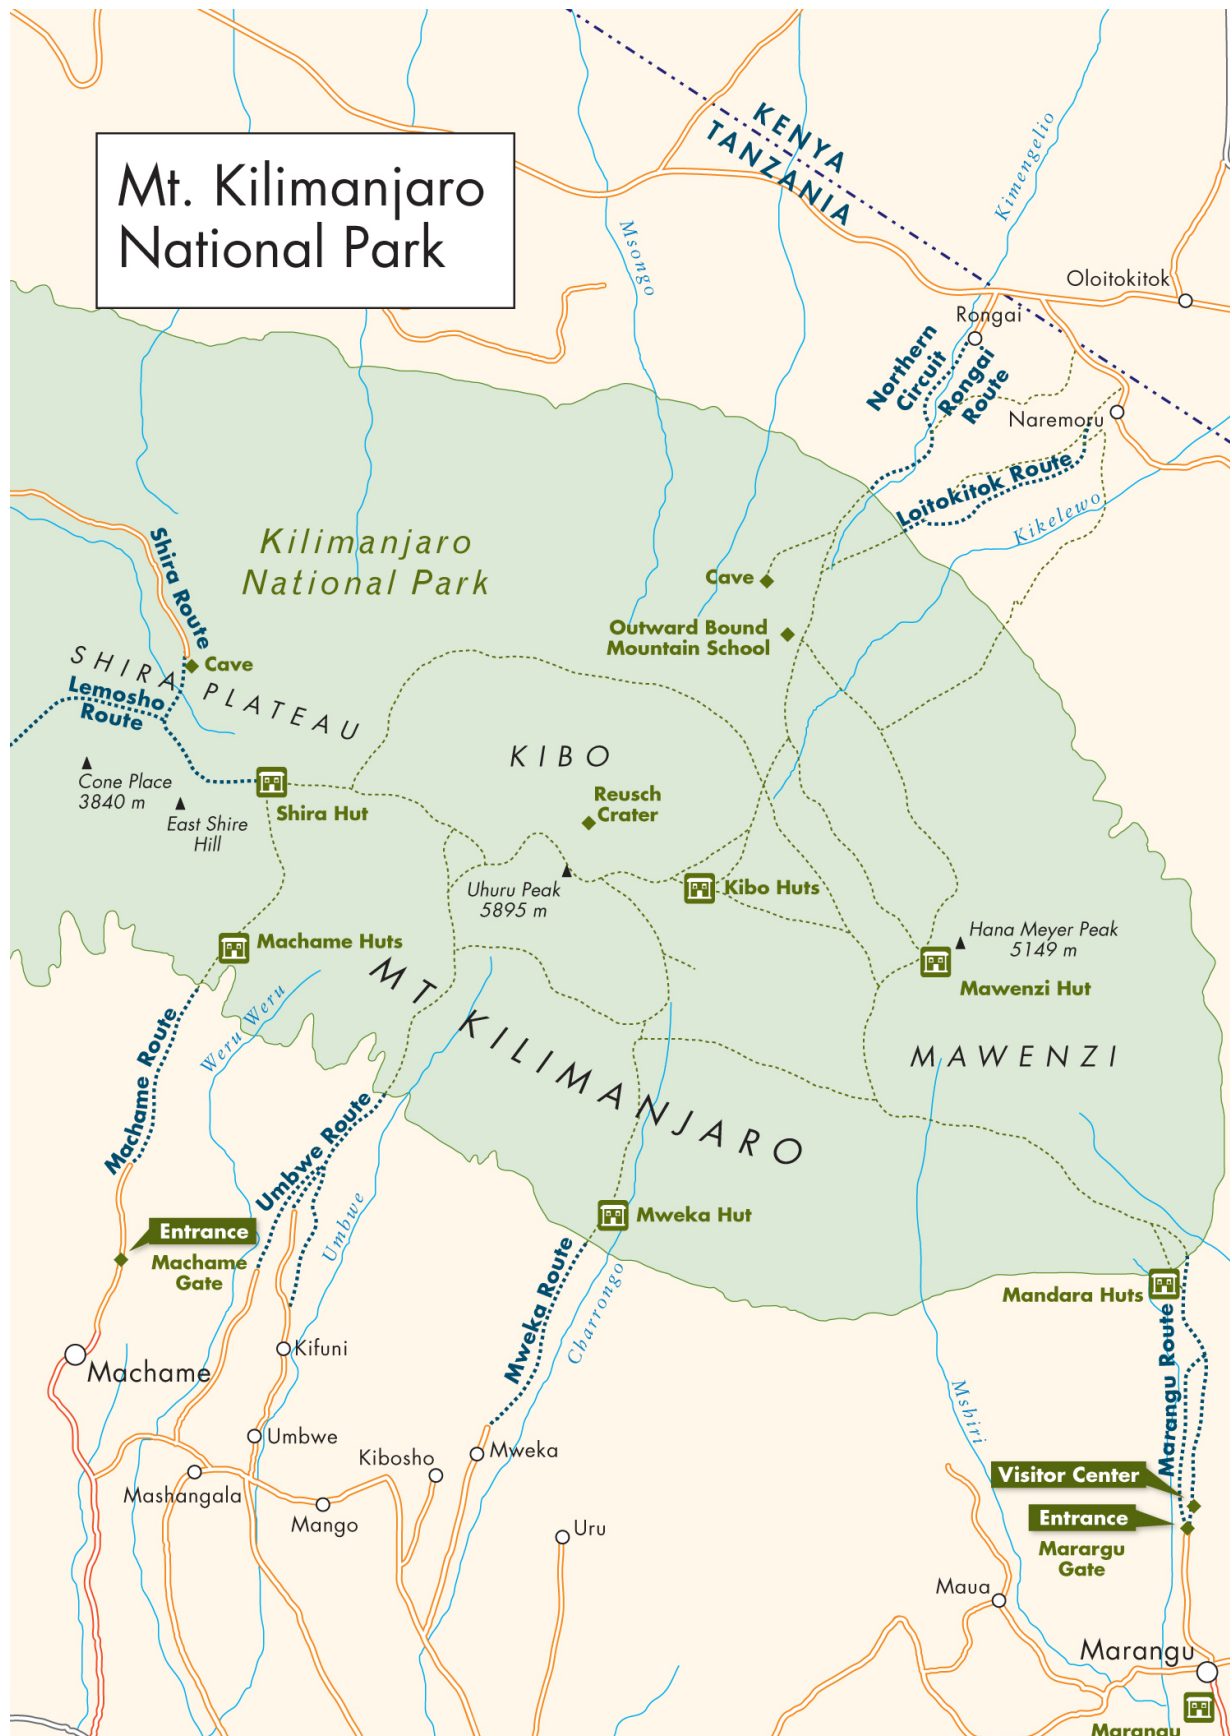 Mt. Kilimanjaro
National Park
KENYA
TANZANIA
Kimengelio
Msongo
Oloitokitok
Rongai
Northern
Circuit
Rongai
Route
Naremoru
Loitokitok Route
Kikelewo
Kilimanjaro
National Park
Shira Route
Cave
Outward Bound
Mountain School
Cave
SHIRA PLATEAU
Lemosho
Route
KIBO
Cone Place
3840 m
East Shire
Hill
Shira Hut
Reusch
Crater
Uhuru Peak
5895 m
Kibo Huts
Hana Meyer Peak
5149 m
Machame Huts
Mawenzi Hut
MT KILIMANJARO
MAWENZI
Weru Weru
Machame Route
Umbwe Route
Umbwe
Entrance
Machame
Gate
Mweka Hut
Mweka Route
Charrongo
Mandara Huts
Marangu Route
Kifuni
Machame
Mshiri
Umbwe
Kibosho
Mweka
Mashangala
Mango
Uru
Visitor Center
Entrance
Marargu
Gate
Maua
Marangu
Marangu